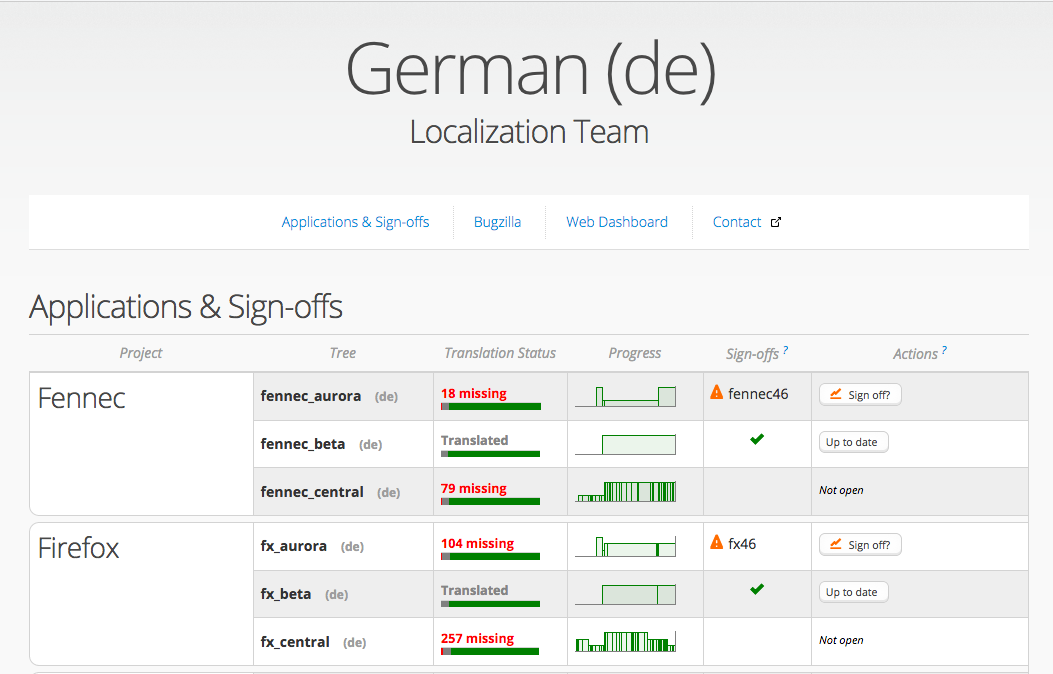 German (de)
Localization Team
Applications & Sign-offs Bugzilla Web Dashboard Contact
Applications & Sign-offs
Project Tree Translation Status Progress Sign-offs ? Actions ?
Fennec fennec_aurora (de) 18 missing fennec46 Sign off?
fennec_beta (de) Translated Up to date
fennec_central (de) 79 missing Not open
Firefox fx_aurora (de) 104 missing fx46 Sign off?
fx_beta (de) Translated Up to date
fx_central (de) 257 missing Not open